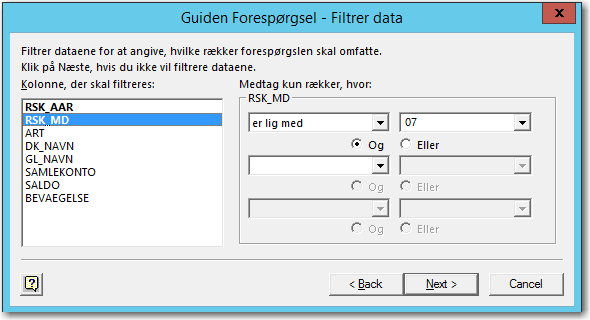 Guiden Forespørgsel - Filtrer data
x
Filtrer dataene for at angive, hvilke rækker forespørgslen skal omfatte.
Klik på Næste, hvis du ikke vil filtrere dataene.
Kolonne, der skal filtreres:
Medtag kun rækker, hvor:
RSK_AAR
RSK_MD
ART
DK_NAVN
GL_NAVN
SAMLEKONTO
SALDO
BEVAEGELSE
RSK_MD
er lig med
07
Og
Eller
Og
Eller
Og
Eller
?
< Back
Next >
Cancel